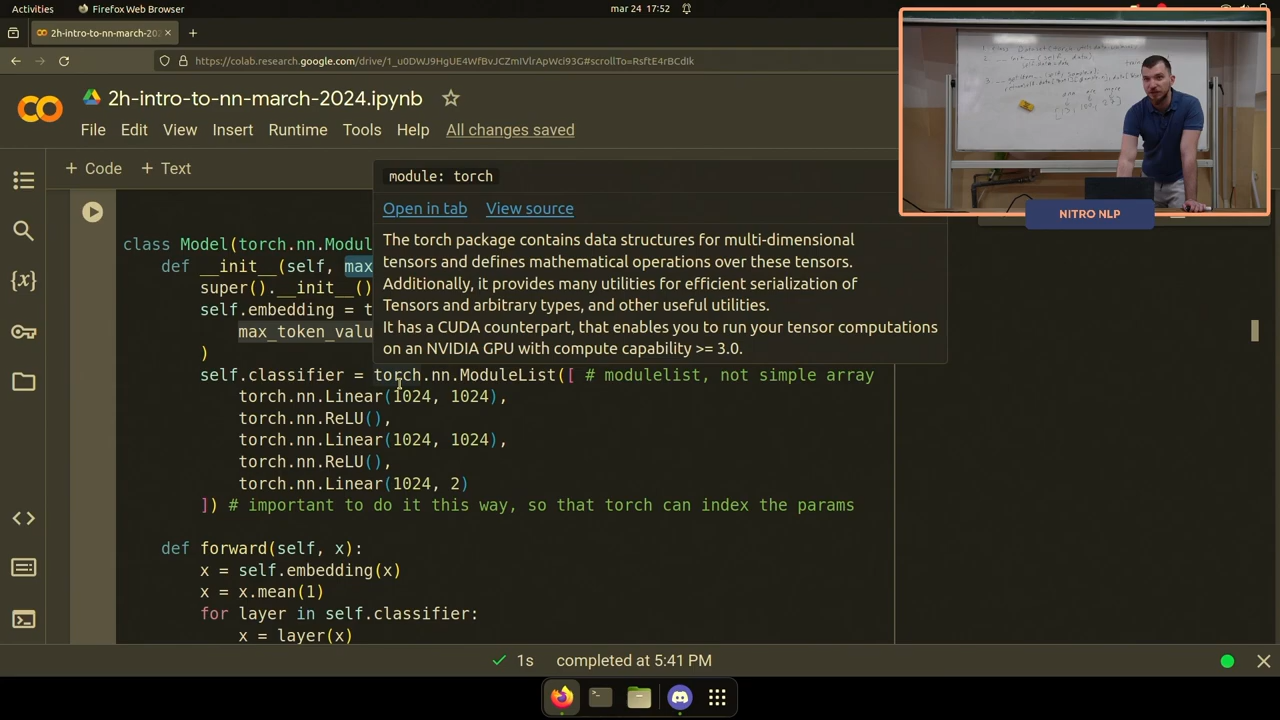 Activities
Firefox Web Browser
mar 24 17:52
2h-intro-to-nn-march-202
https://colab.research.google.com/drive/1_u0DWJ9HgUE4WfBvJCZmIVlrApWci93G#scrollTo=RsftE4rBCdIk
2h-intro-to-nn-march-2024.ipynb
File Edit View Insert Runtime Tools Help All changes saved
+ Code + Text
module: torch
Open in tab View source
The torch package contains data structures for multi-dimensional
tensors and defines mathematical operations over these tensors.
Additionally, it provides many utilities for efficient serialization of
Tensors and arbitrary types, and other useful utilities.
It has a CUDA counterpart, that enables you to run your tensor computations
on an NVIDIA GPU with compute capability >= 3.0.
class Model(torch.nn.Modul
def __init__(self, max
super().__init__()
self.embedding = t
max_token_valu
)
self.classifier = torch.nn.ModuleList([ # modulelist, not simple array
torch.nn.Linear(1024, 1024),
torch.nn.ReLU(),
torch.nn.Linear(1024, 1024),
torch.nn.ReLU(),
torch.nn.Linear(1024, 2)
]) # important to do it this way, so that torch can index the params
def forward(self, x):
x = self.embedding(x)
x = x.mean(1)
for layer in self.classifier:
x = layer(x)
1s completed at 5:41 PM
NITRO NLP